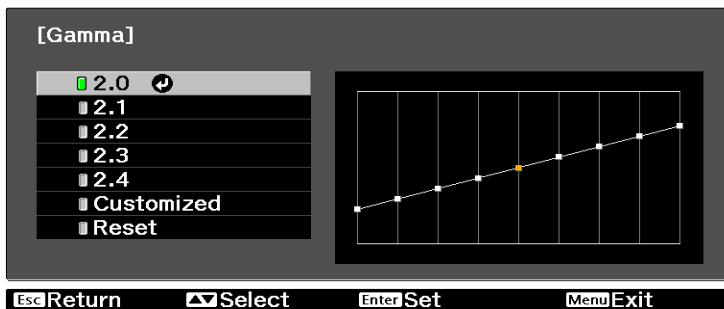 [Gamma]
2.0
2.1
2.2
2.3
2.4
Customized
Reset
Esc Return Select Enter Set Menu Exit